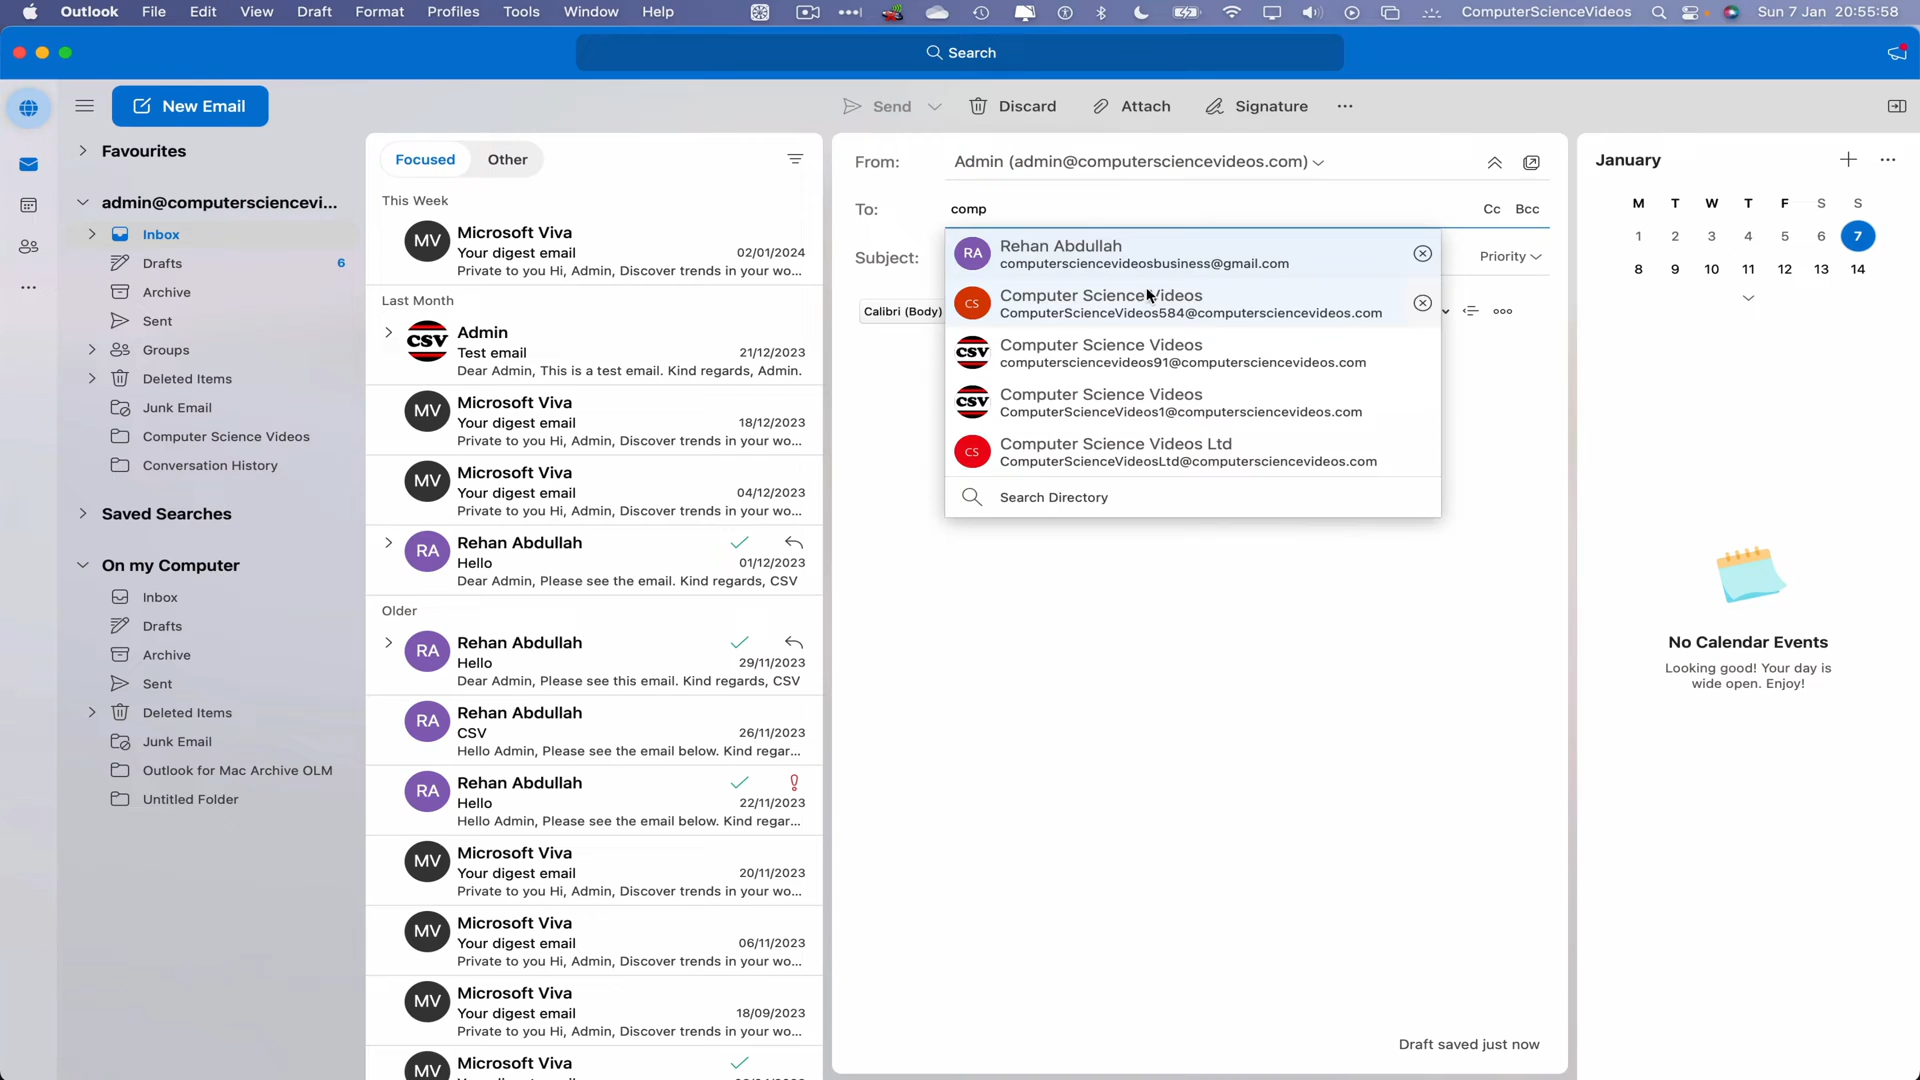 Outlook File Edit View Draft Format Profiles Tools Window Help ComputerScienceVideos Sun 7 Jan 20:55:58
Search
New Email
Send Discard Attach Signature
Favourites
admin@computersciencevi...
Inbox
Drafts 6
Archive
Sent
Groups
Deleted Items
Junk Email
Computer Science Videos
Conversation History
Saved Searches
On my Computer
Inbox
Drafts
Archive
Sent
Deleted Items
Junk Email
Outlook for Mac Archive OLM
Untitled Folder
Focused Other
This Week
MV
Microsoft Viva
Your digest email 02/01/2024
Private to you Hi, Admin, Discover trends in your wo...
Last Month
CSV
Admin
Test email 21/12/2023
Dear Admin, This is a test email. Kind regards, Admin.
MV
Microsoft Viva
Your digest email 18/12/2023
Private to you Hi, Admin, Discover trends in your wo...
MV
Microsoft Viva
Your digest email 04/12/2023
Private to you Hi, Admin, Discover trends in your wo...
RA
Rehan Abdullah
Hello 01/12/2023
Dear Admin, Please see the email. Kind regards, CSV
Older
RA
Rehan Abdullah
Hello 29/11/2023
Dear Admin, Please see this email. Kind regards, CSV
RA
Rehan Abdullah
CSV 26/11/2023
Hello Admin, Please see the email below. Kind regar...
RA
Rehan Abdullah
Hello 22/11/2023
Hello Admin, Please see the email below. Kind regar...
MV
Microsoft Viva
Your digest email 20/11/2023
Private to you Hi, Admin, Discover trends in your wo...
MV
Microsoft Viva
Your digest email 06/11/2023
Private to you Hi, Admin, Discover trends in your wo...
MV
Microsoft Viva
Your digest email 18/09/2023
Private to you Hi, Admin, Discover trends in your wo...
MV
Microsoft Viva
From: Admin (admin@computersciencevideos.com)
To: comp Cc Bcc
Subject: Priority
Calibri (Body)
RA
Rehan Abdullah
computersciencevideosbusiness@gmail.com
CS
Computer Science Videos
ComputerScienceVideos584@computersciencevideos.com
CSV
Computer Science Videos
computersciencevideos91@computersciencevideos.com
CSV
Computer Science Videos
ComputerScienceVideos1@computersciencevideos.com
CS
Computer Science Videos Ltd
ComputerScienceVideosLtd@computersciencevideos.com
Search Directory
Draft saved just now
January
M T W T F S S
1 2 3 4 5 6 7
8 9 10 11 12 13 14
No Calendar Events
Looking good! Your day is
wide open. Enjoy!